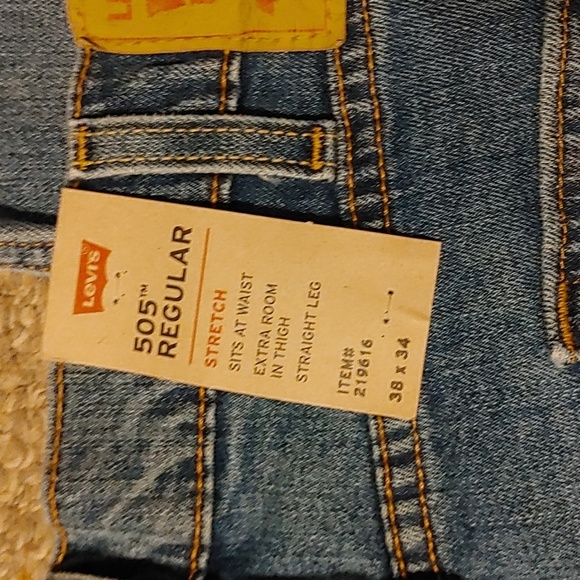 Levi's
505™
REGULAR
STRETCH
SITS AT WAIST
EXTRA ROOM
IN THIGH
STRAIGHT LEG
ITEM#
219616
38 x 34